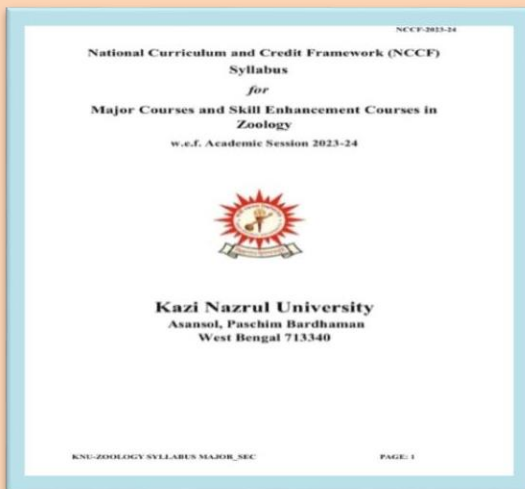 NCCF-2023-24
National Curriculum and Credit Framework (NCCF)
Syllabus
for
Major Courses and Skill Enhancement Courses in
Zoology
w.e.f. Academic Session 2023-24
Kazi Nazrul University
Asansol, Paschim Bardhaman
West Bengal 713340
KNU-ZOOLOGY SYLLABUS MAJOR_SEC PAGE: 1